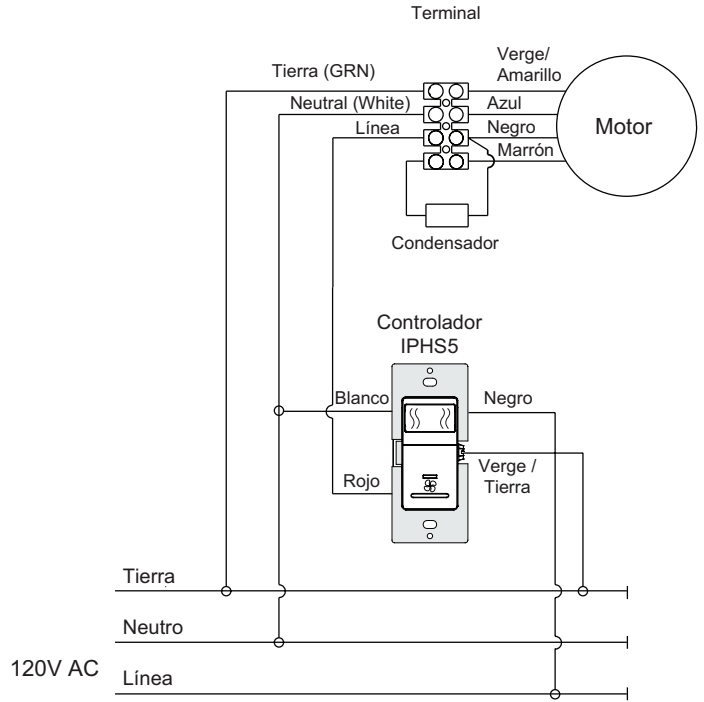 Terminal
Verge/
Amarillo
Tierra (GRN)
Neutral (White)
Azul
Línea
Negro
Motor
Marrón
Condensador
Controlador
IPHS5
Blanco
Negro
Rojo
Verge /
Tierra
Tierra
Neutro
120V AC
Línea